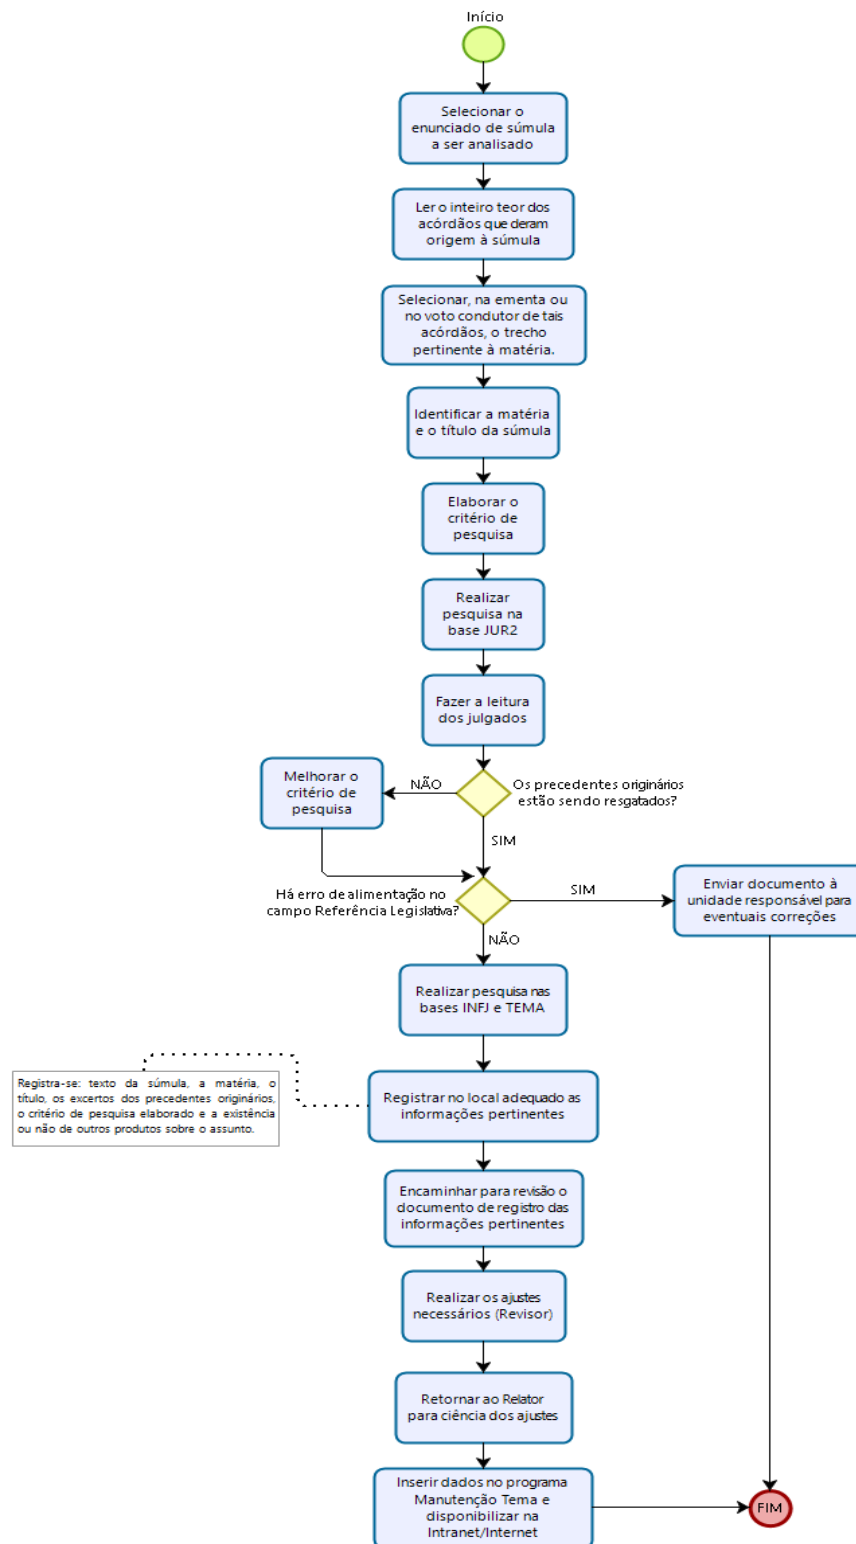 Início
Selecionar o
enunciado de súmula
a ser analisado
Ler o inteiro teor dos
acórdãos que deram
origem à súmula
Selecionar, na ementa ou
no voto condutor de tais
acórdãos, o trecho
pertinente à matéria.
Identificar a matéria
e o título da súmula
Elaborar o
critério de
pesquisa
Realizar
pesquisa na
base JUR2
Fazer a leitura
dos julgados
Os precedentes originários
estão sendo resgatados?
NÃO
Melhorar o
critério de
pesquisa
SIM
Há erro de alimentação no
campo Referência Legislativa?
SIM
Enviar documento à
unidade responsável para
eventuais correções
NÃO
Realizar pesquisa nas
bases INFJ e TEMA
Registrar no local adequado as
informações pertinentes
Registra-se: texto da súmula, a matéria, o
título, os excertos dos precedentes originários,
o critério de pesquisa elaborado e a existência
ou não de outros produtos sobre o assunto.
Encaminhar para revisão o
documento de registro das
informações pertinentes
Realizar os ajustes
necessários (Revisor)
Retornar ao Relator
para ciência dos ajustes
Inserir dados no programa
Manutenção Tema e
disponibilizar na
Intranet/Internet
FIM